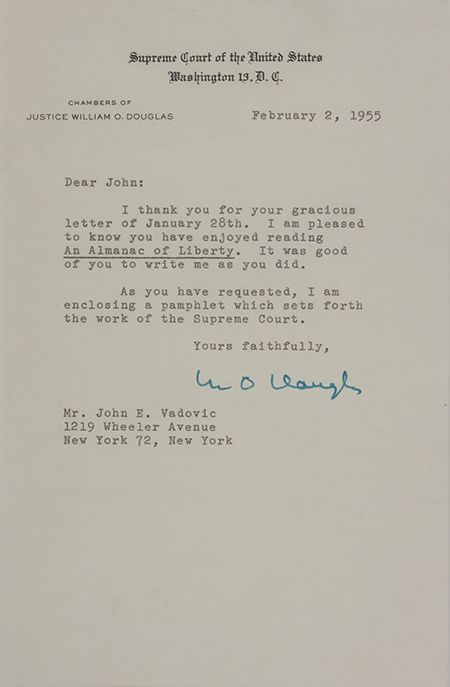 Supreme Court of the United States
Washington 13, D. C.
CHAMBERS OF
JUSTICE WILLIAM O. DOUGLAS
February 2, 1955
Dear John:
I thank you for your gracious
letter of January 28th. I am pleased
to know you have enjoyed reading
An Almanac of Liberty. It was good
of you to write me as you did.
As you have requested, I am
enclosing a pamphlet which sets forth
the work of the Supreme Court.
Yours faithfully,
Wm O Douglas
Mr. John E. Vadovic
1219 Wheeler Avenue
New York 72, New York